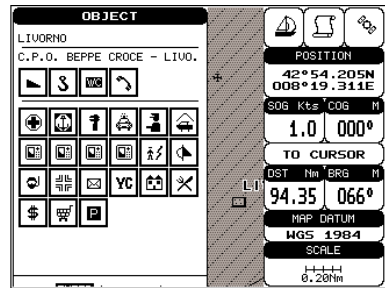 OBJECT
LIVORNO
C.P.O. BEPPE CROCE - LIVO.
WC
YC
$
P
LI
POSITION
42°54.205N
008°19.311E
SOG Kts COG M
1.0 000°
TO CURSOR
DST Nm BRG M
94.35 066°
MAP DATUM
WGS 1984
SCALE
0.20Nm